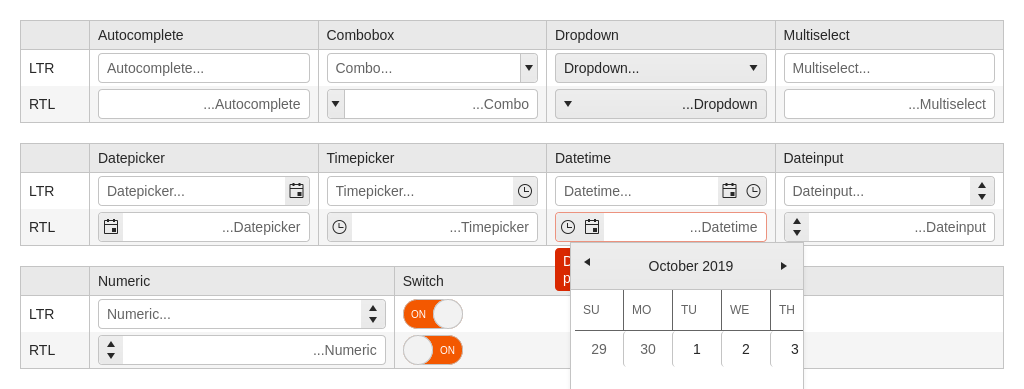 Autocomplete Combobox Dropdown Multiselect
LTR Autocomplete... Combo... Dropdown... Multiselect...
RTL ...Autocomplete ...Combo ...Dropdown ...Multiselect
Datepicker Timepicker Datetime Dateinput
LTR Datepicker... Timepicker... Datetime... Dateinput...
RTL ...Datepicker ...Timepicker ...Datetime ...Dateinput
October 2019
Numeric Switch
LTR Numeric... ON
RTL ...Numeric ON
SU MO TU WE TH
29 30 1 2 3